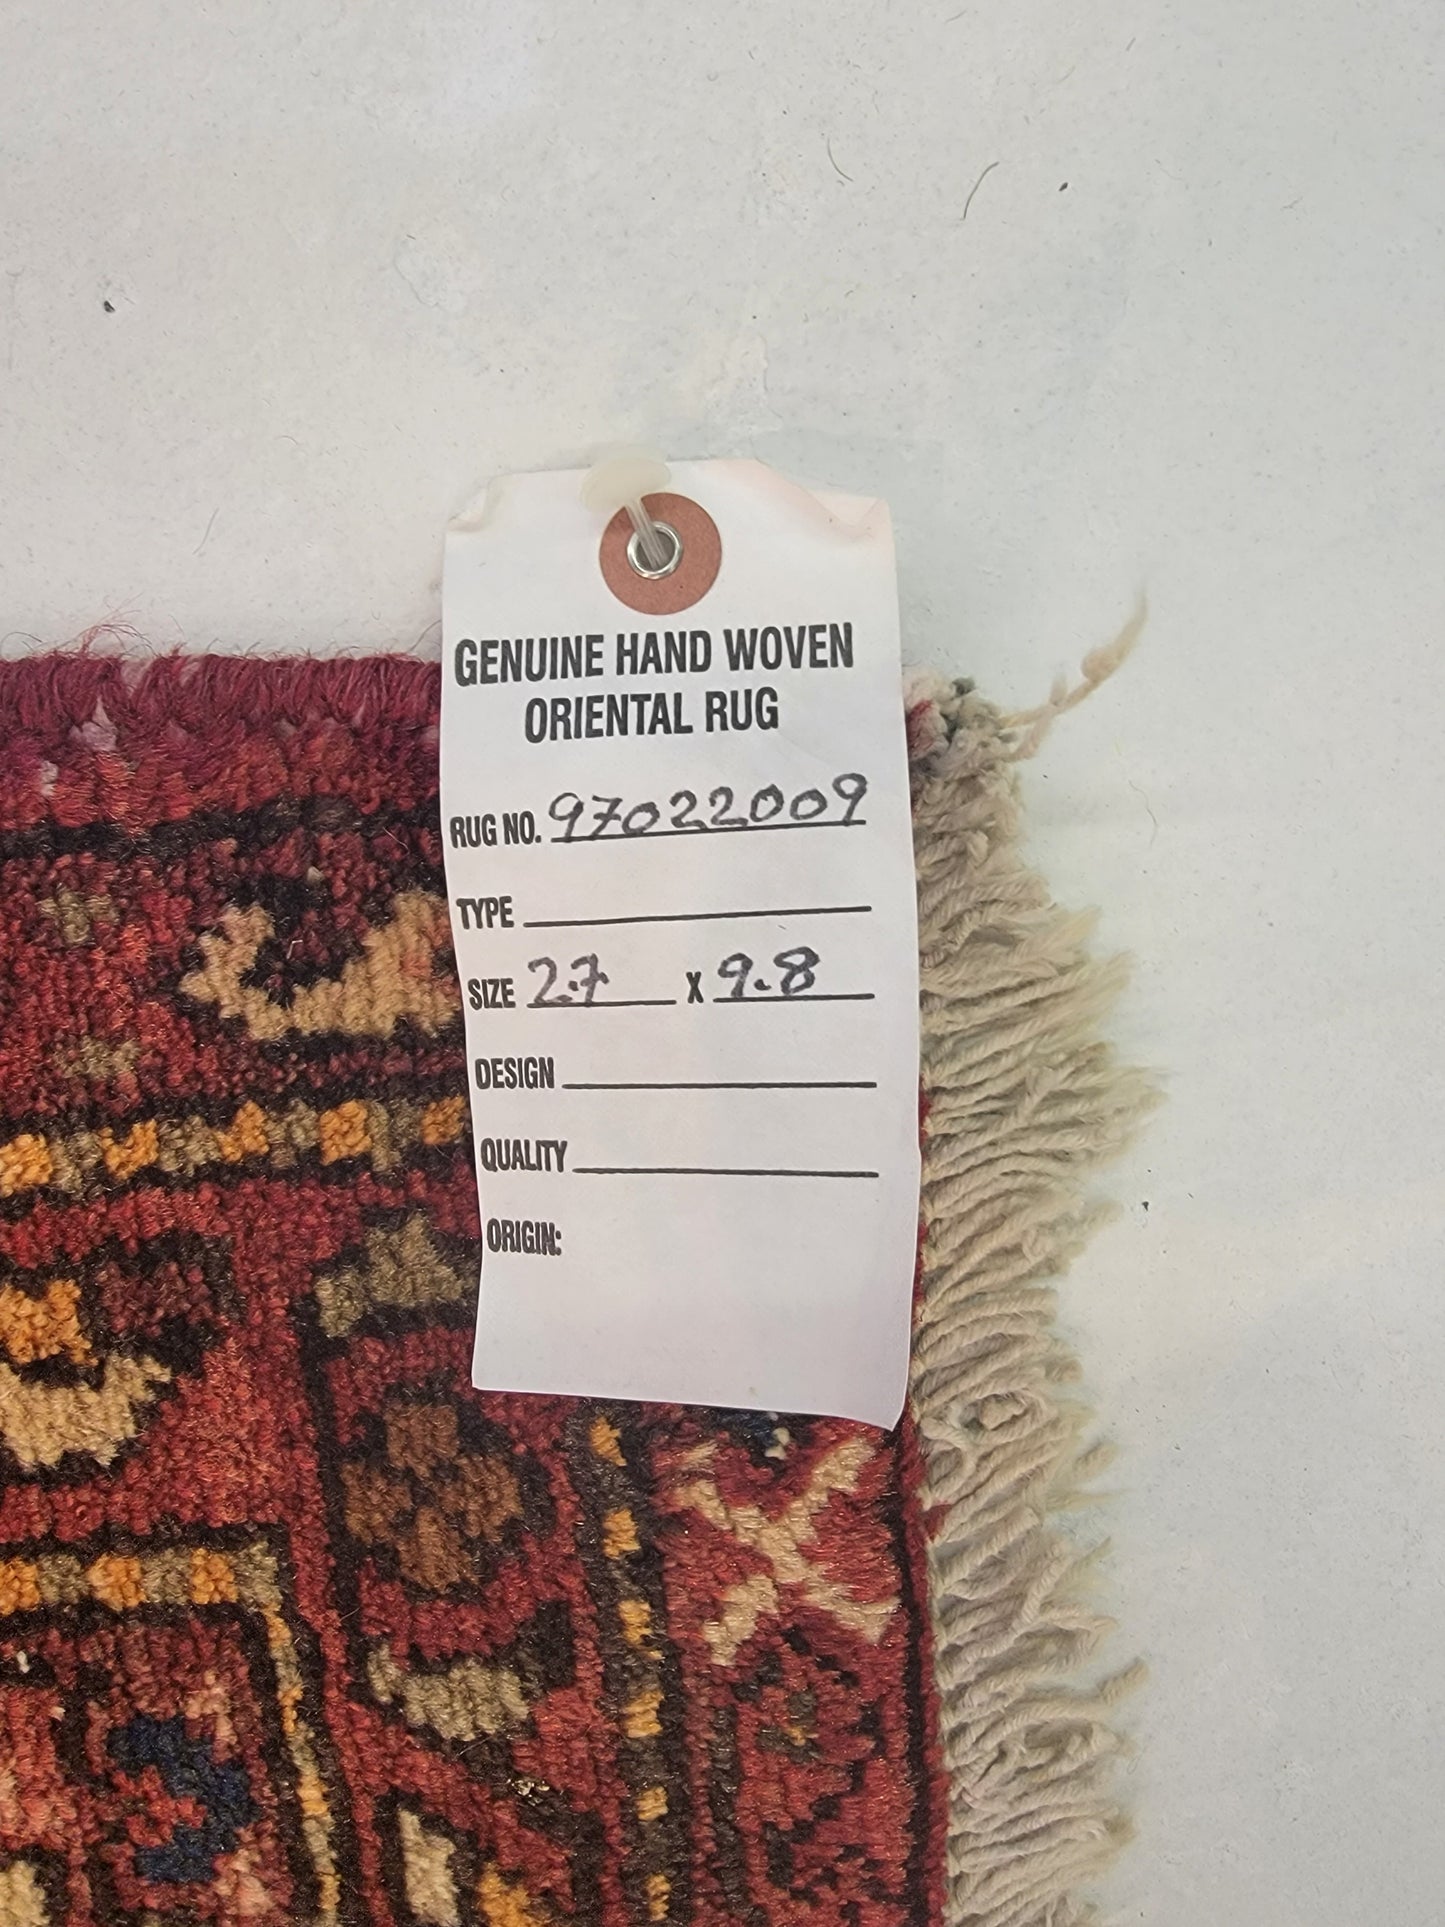 GENUINE HAND WOVEN
ORIENTAL RUG
RUG NO. 97022009
TYPE
SIZE 2.7 X 9.8
DESIGN
QUALITY
ORIGIN: